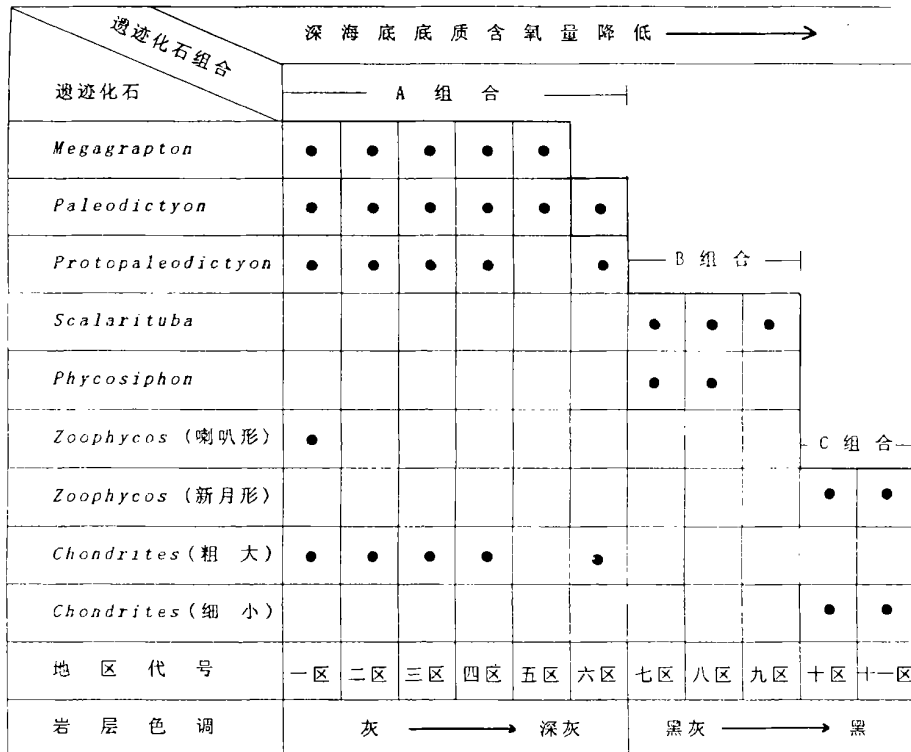 遗迹化石组合
深海底底质含氧量降低
遗迹化石
A 组合
Megagrapton
Paleodictyon
Protopaleodictyon
B 组合
Scalarituba
Phycosiphon
Zoophycos (喇叭形)
C 组合
Zoophycos (新月形)
Chondrites (粗 大)
Chondrites (细 小)
地区代号 一区 二区 三区 四区 五区 六区 七区 八区 九区 十区 十一区
岩层色调 灰 深灰 黑灰 黑